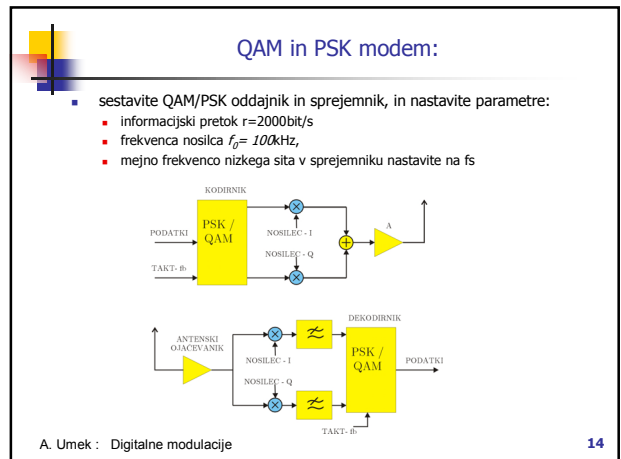 QAM in PSK modem:
sestavite QAM/PSK oddajnik in sprejemnik, in nastavite parametre:
informacijski pretok r=2000bit/s
frekvenca nosilca f0= 100kHz,
mejno frekvenco nizkega sita v sprejemniku nastavite na fs
KODIRNIK
PODATKI
PSK /
QAM
NOSILEC - I
A
NOSILEC - Q
TAKT- fb
DEKODIRNIK
ANTENSKI
OJAČEVANIK
NOSILEC - I
PSK /
QAM
PODATKI
NOSILEC - Q
TAKT- fb
A. Umek : Digitalne modulacije
14